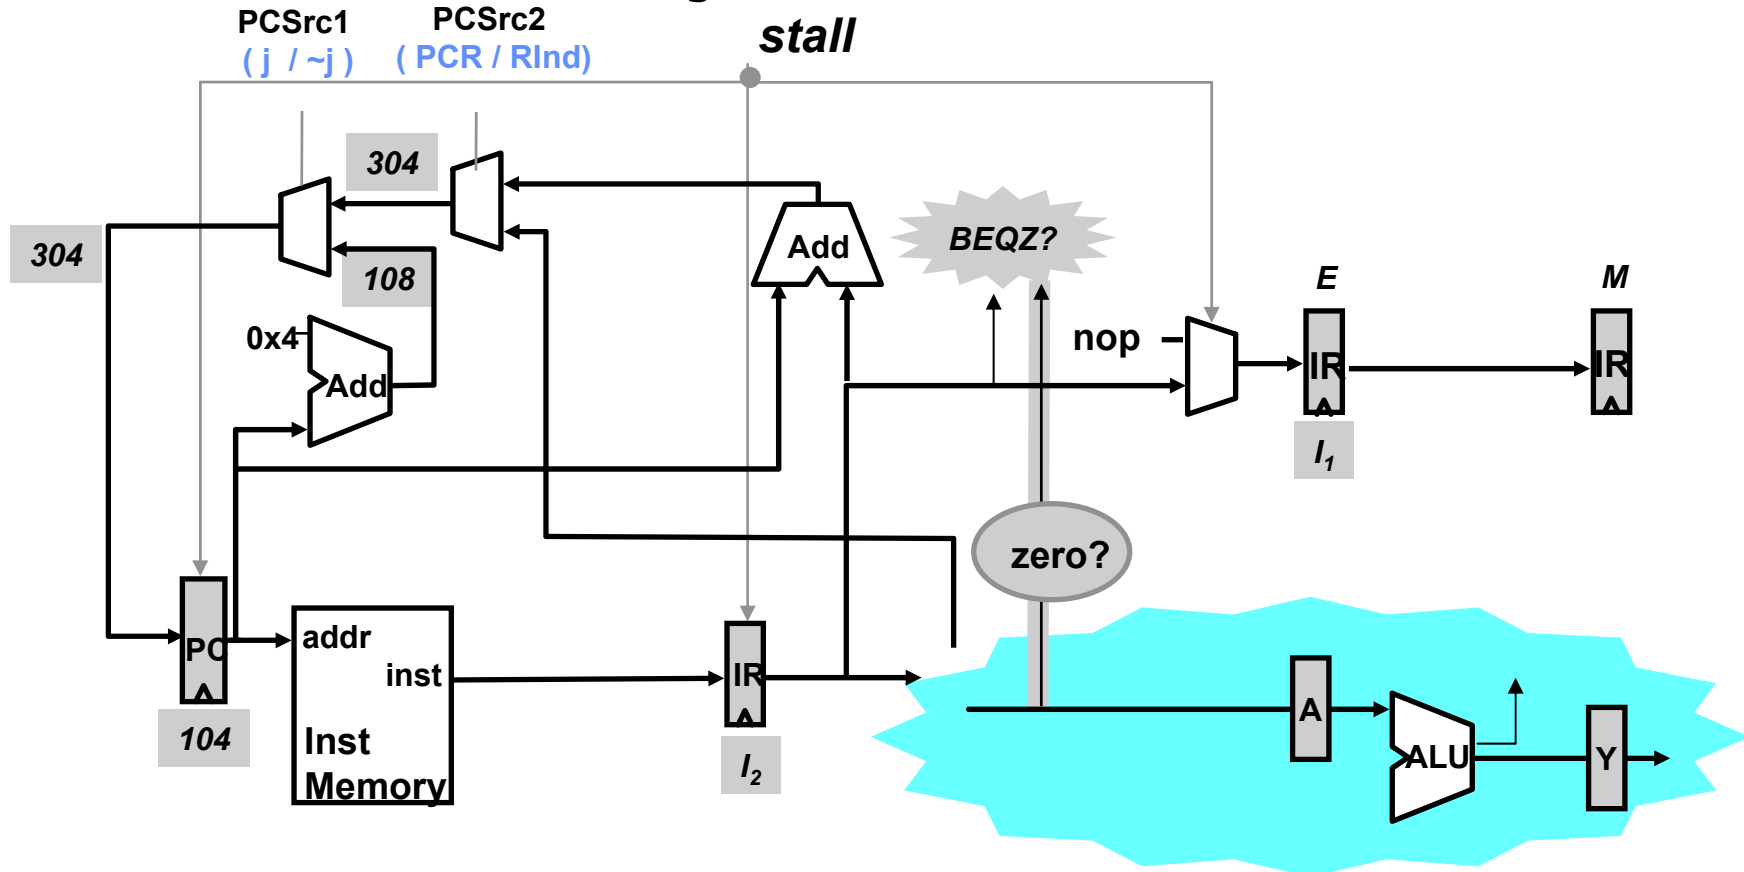 PCSrc1
( j / ~j )
PCSrc2
( PCR / RInd)
stall
304
304
108
BEQZ?
Add
E
M
0x4
Add
nop
IR
IR
I1
zero?
PC
addr
inst
Inst
Memory
IR
104
I2
A
ALU
Y